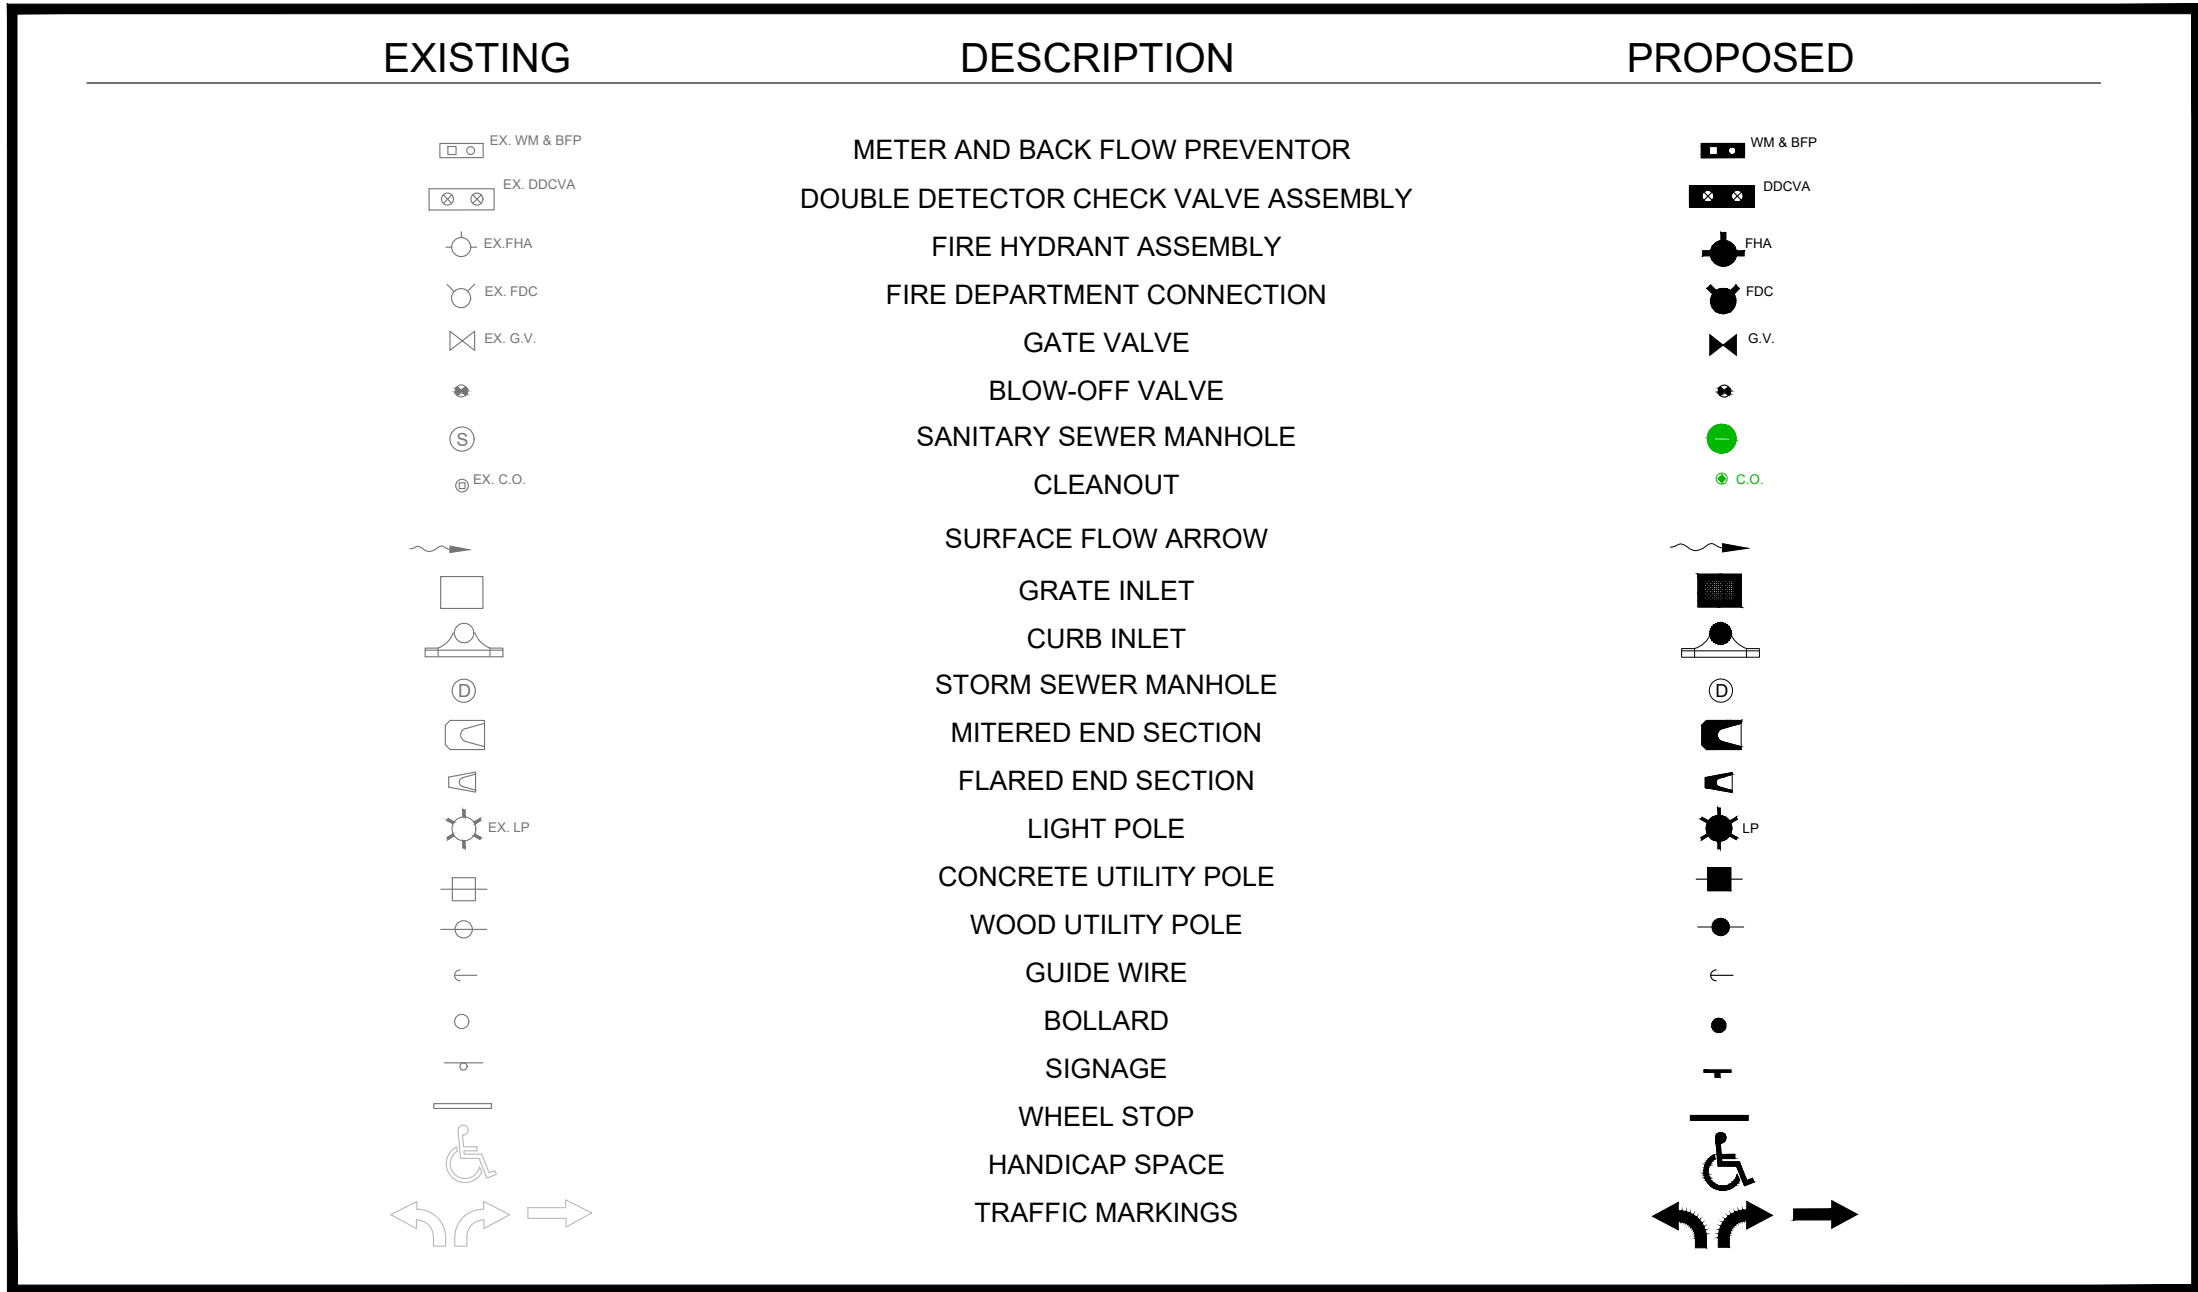 EXISTING DESCRIPTION PROPOSED
EX. WM & BFP METER AND BACK FLOW PREVENTOR WM & BFP
EX. DDCVA DOUBLE DETECTOR CHECK VALVE ASSEMBLY DDCVA
EX.FHA FIRE HYDRANT ASSEMBLY FHA
EX. FDC FIRE DEPARTMENT CONNECTION FDC
EX. G.V. GATE VALVE G.V.
BLOW-OFF VALVE
S SANITARY SEWER MANHOLE
EX. C.O. CLEANOUT C.O.
SURFACE FLOW ARROW
GRATE INLET
CURB INLET
D STORM SEWER MANHOLE D
MITERED END SECTION
FLARED END SECTION
EX. LP LIGHT POLE LP
CONCRETE UTILITY POLE
WOOD UTILITY POLE
GUIDE WIRE
BOLLARD
SIGNAGE
WHEEL STOP
HANDICAP SPACE
TRAFFIC MARKINGS